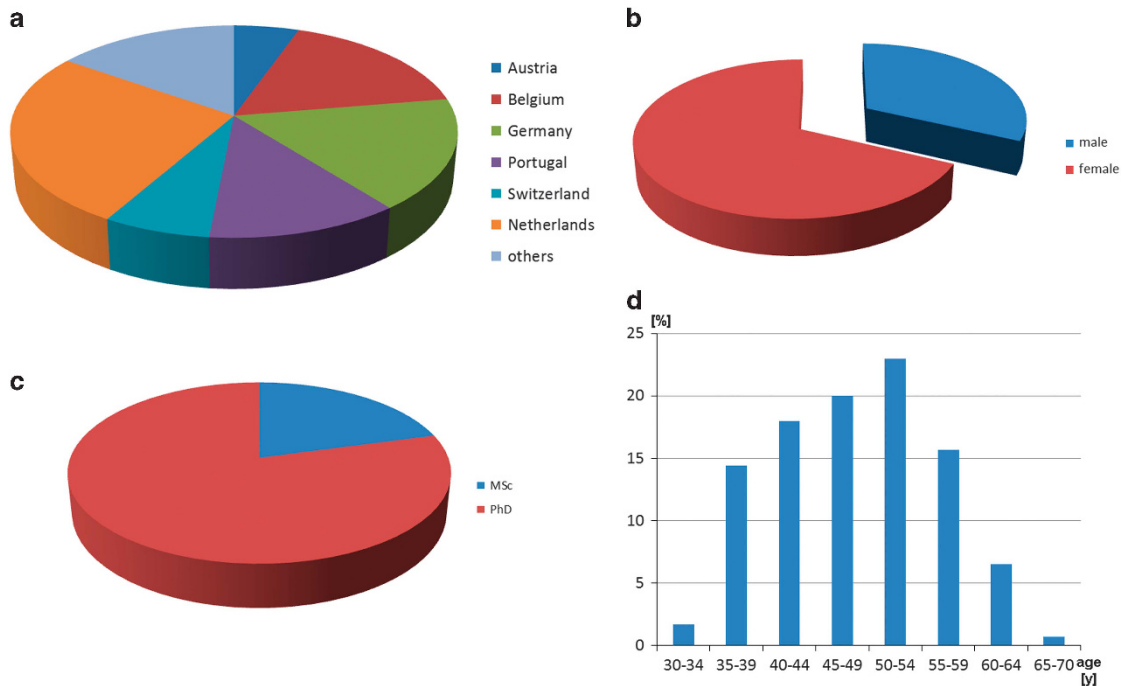 a
Austria
Belgium
Germany
Portugal
Switzerland
Netherlands
others
b
male
female
c
MSc
PhD
d
[%]
25
20
15
10
5
0
30-34 35-39 40-44 45-49 50-54 55-59 60-64 65-70 age
[y]